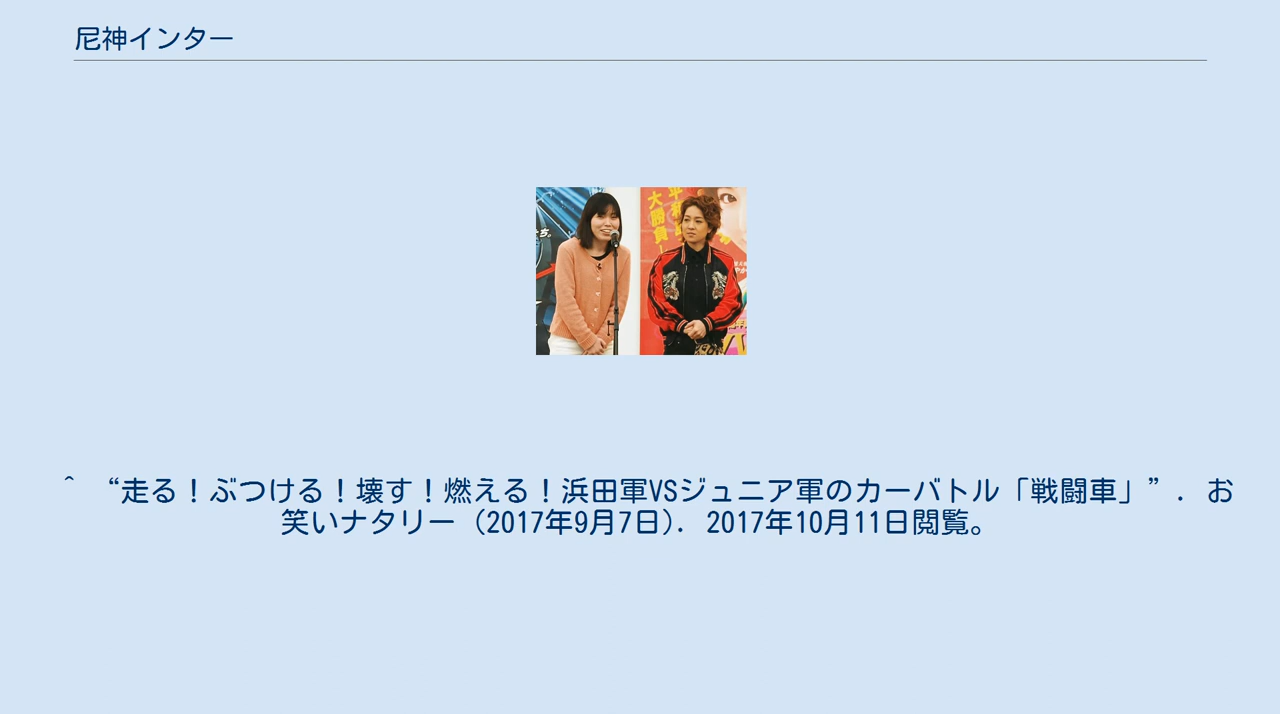 尼神インター
大勝負!
^ “走る！ぶつける！壊す！燃える！浜田軍VSジュニア軍のカーバトル「戦闘車」”. お
笑いナタリー (2017年9月7日). 2017年10月11日閲覧。